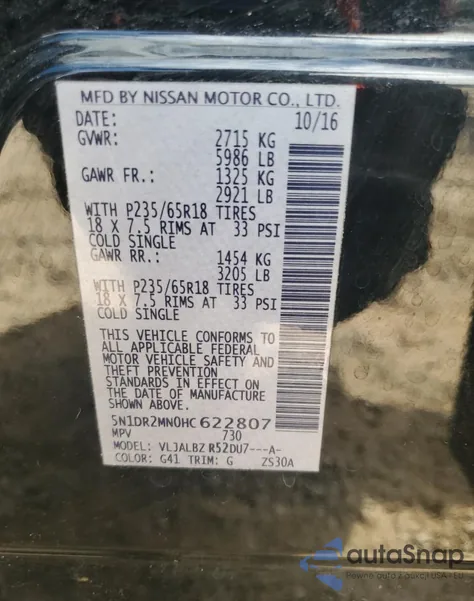 MFD BY NISSAN MOTOR CO., LTD.
DATE: 10/16
GVWR: 2715 KG
5986 LB
GAWR FR.: 1325 KG
2921 LB
WITH P235/65R18 TIRES
18 X 7.5 RIMS AT 33 PSI
COLD SINGLE
GAWR RR.: 1454 KG
3205 LB
WITH P235/65R18 TIRES
18 X 7.5 RIMS AT 33 PSI
COLD SINGLE
THIS VEHICLE CONFORMS TO
ALL APPLICABLE FEDERAL
MOTOR VEHICLE SAFETY AND
THEFT PREVENTION
STANDARDS IN EFFECT ON
THE DATE OF MANUFACTURE
SHOWN ABOVE.
5N1DR2MN0HC 622807
MPV 730
MODEL: VLJALBZ R52DU7---A-
COLOR: G41 TRIM: G ZS30A
autoSnap